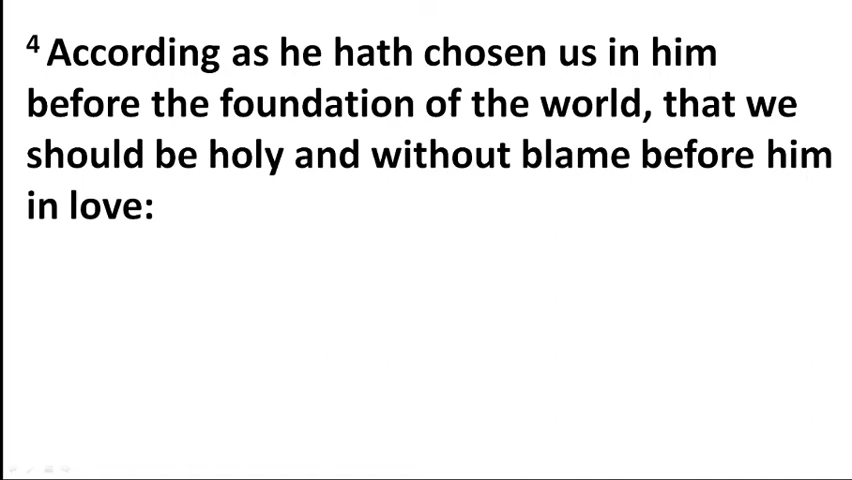 4 According as he hath chosen us in him
before the foundation of the world, that we
should be holy and without blame before him
in love: